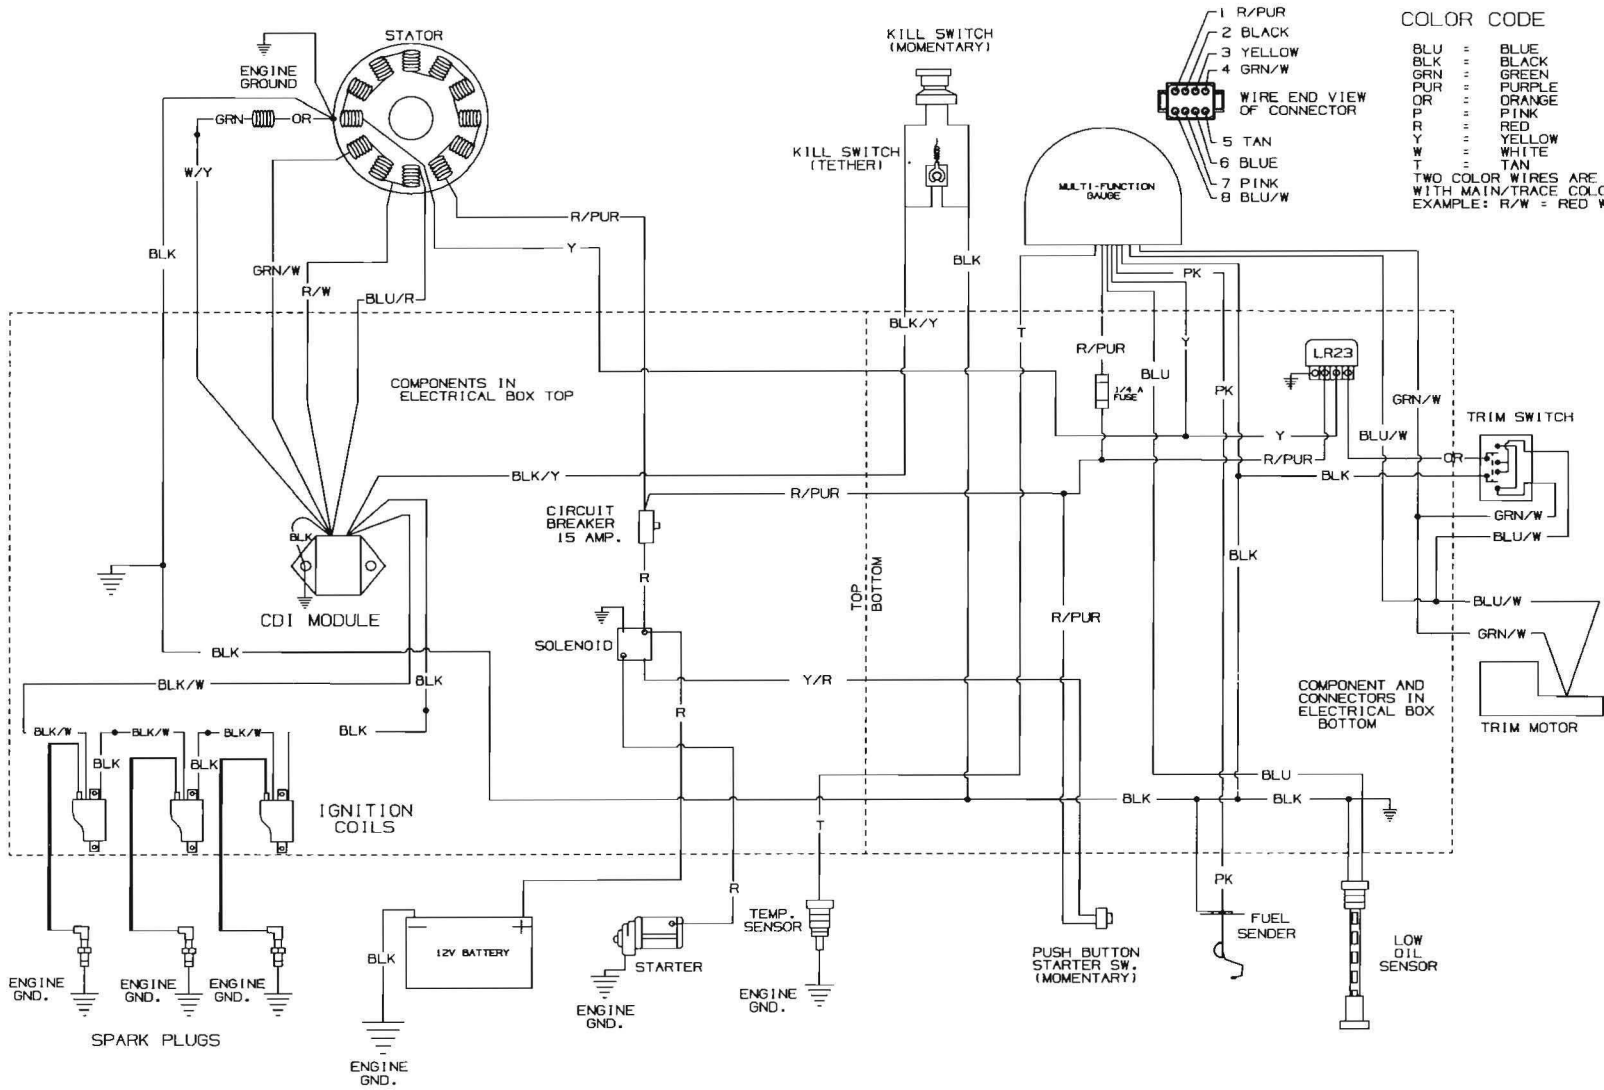 STATOR
ENGINE
GROUND
GRN
OR
W/Y
BLK
GRN/W
R/W
BLU/R
R/PUR
Y
KILL SWITCH
(MOMENTARY)
KILL SWITCH
(TETHER)
BLK
BLK/Y
1 R/PUR
2 BLACK
3 YELLOW
4 GRN/W
WIRE END VIEW
OF CONNECTOR
5 TAN
6 BLUE
7 PINK
8 BLU/W
MULTI-FUNCTION
GAUGE
COLOR CODE
BLU = BLUE
BLK = BLACK
GRN = GREEN
PUR = PURPLE
OR = ORANGE
P = PINK
R = RED
Y = YELLOW
W = WHITE
T = TAN
TWO COLOR WIRES ARE
WITH MAIN/TRACE COLO
EXAMPLE: R/W = RED W
PK
T
R/PUR
BLU
Y
PK
1/4 A
FUSE
LR23
GRN/W
BLU/W
TRIM SWITCH
Y
R/PUR
OR
BLK
GRN/W
BLU/W
BLK
BLU/W
GRN/W
TRIM MOTOR
COMPONENTS IN
ELECTRICAL BOX TOP
BLK/Y
R/PUR
CIRCUIT
BREAKER
15 AMP.
BLK
CDI MODULE
R
SOLENOID
TOP
BOTTOM
R/PUR
Y/R
R
BLK
BLK/W
BLK
BLK
BLK/W
BLK/W
BLK/W
BLK
BLK
IGNITION
COILS
COMPONENT AND
CONNECTORS IN
ELECTRICAL BOX
BOTTOM
BLU
BLK
BLK
T
R
PK
ENGINE
GND.
ENGINE
GND.
ENGINE
GND.
SPARK PLUGS
BLK
12V BATTERY
ENGINE
GND.
STARTER
ENGINE
GND.
TEMP.
SENSOR
ENGINE
GND.
PUSH BUTTON
STARTER SW.
(MOMENTARY)
FUEL
SENDER
LOW
OIL
SENSOR